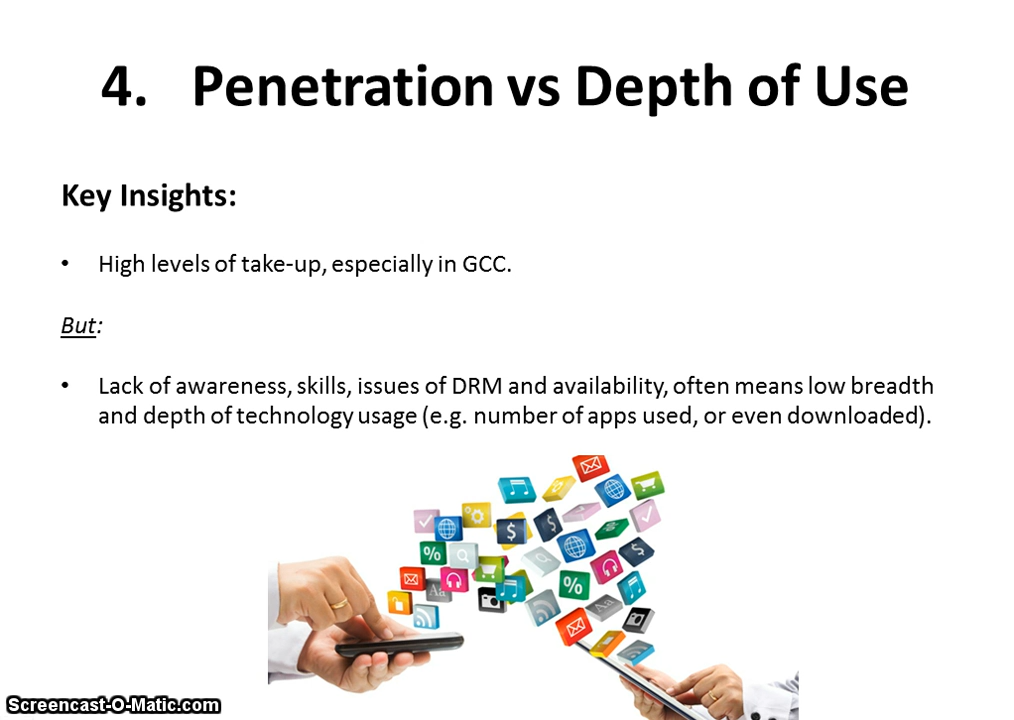 4. Penetration vs Depth of Use
Key Insights:
• High levels of take-up, especially in GCC.
But:
• Lack of awareness, skills, issues of DRM and availability, often means low breadth
and depth of technology usage (e.g. number of apps used, or even downloaded).
$
$
$
%
%
Aa
Aa
Screencast-O-Matic.com